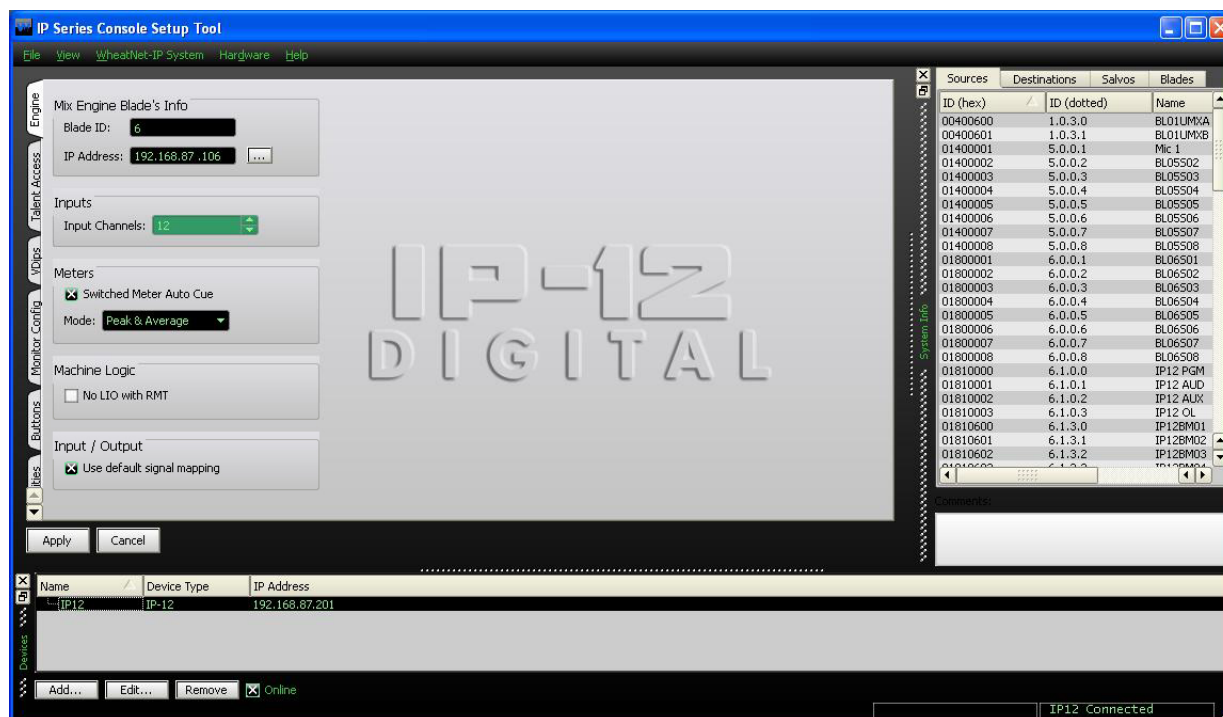 IP Series Console Setup Tool
File View WheatNet-IP System Hardware Help
Engine
Talent Access
VDips
Monitor Config
Buttons
Mix Engine Blade's Info
Blade ID: 6
IP Address: 192.168.87 .106 ...
Inputs
Input Channels: 12
Meters
Switched Meter Auto Cue
Mode: Peak & Average
Machine Logic
No LIO with RMT
Input / Output
Use default signal mapping
IP-12
DIGITAL
Apply Cancel
System Info
Sources Destinations Salvos Blades
ID (hex) ID (dotted) Name
00400600 1.0.3.0 BL01UMXA
00400601 1.0.3.1 BL01UMXB
01400001 5.0.0.1 Mic 1
01400002 5.0.0.2 BL05S02
01400003 5.0.0.3 BL05S03
01400004 5.0.0.4 BL05S04
01400005 5.0.0.5 BL05S05
01400006 5.0.0.6 BL05S06
01400007 5.0.0.7 BL05S07
01400008 5.0.0.8 BL05S08
01800001 6.0.0.1 BL06S01
01800002 6.0.0.2 BL06S02
01800003 6.0.0.3 BL06S03
01800004 6.0.0.4 BL06S04
01800005 6.0.0.5 BL06S05
01800006 6.0.0.6 BL06S06
01800007 6.0.0.7 BL06S07
01800008 6.0.0.8 BL06S08
01810000 6.1.0.0 IP12 PGM
01810001 6.1.0.1 IP12 AUD
01810002 6.1.0.2 IP12 AUX
01810003 6.1.0.3 IP12 OL
01810600 6.1.3.0 IP12BM01
01810601 6.1.3.1 IP12BM02
01810602 6.1.3.2 IP12BM03
Comments:
Devices
Name Device Type IP Address
IP12 IP-12 192.168.87.201
Add... Edit... Remove Online
IP12 Connected